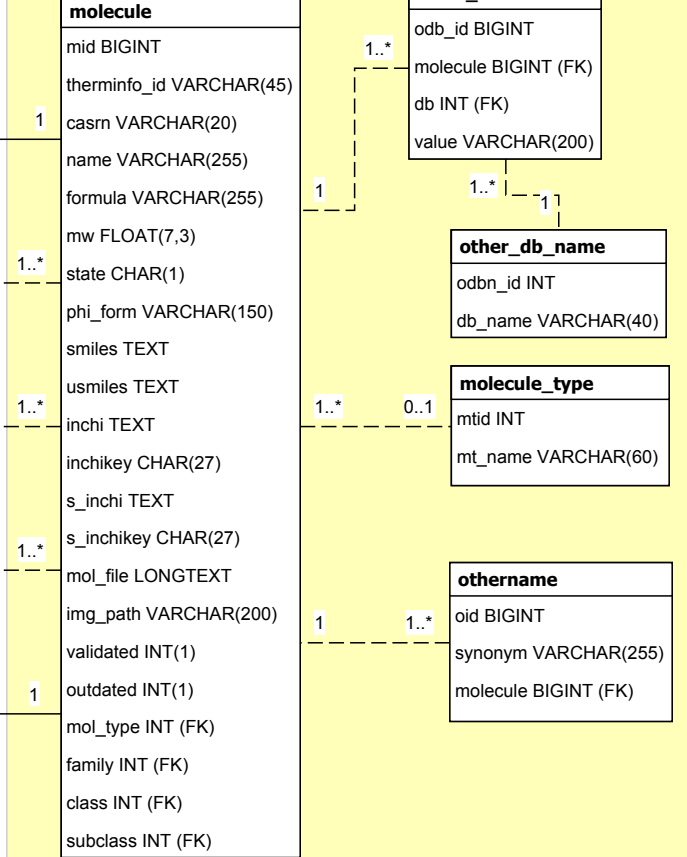 molecule
mid BIGINT
therminfo_id VARCHAR(45)
casrn VARCHAR(20)
name VARCHAR(255)
formula VARCHAR(255)
mw FLOAT(7,3)
state CHAR(1)
phi_form VARCHAR(150)
smiles TEXT
usmiles TEXT
inchi TEXT
inchikey CHAR(27)
s_inchi TEXT
s_inchikey CHAR(27)
mol_file LONGTEXT
img_path VARCHAR(200)
validated INT(1)
outdated INT(1)
mol_type INT (FK)
family INT (FK)
class INT (FK)
subclass INT (FK)
1
1..*
1..*
1..*
1
1..*
1
odb_id BIGINT
molecule BIGINT (FK)
db INT (FK)
value VARCHAR(200)
1..*
1
other_db_name
odbn_id INT
db_name VARCHAR(40)
1..*
0..1
molecule_type
mtid INT
mt_name VARCHAR(60)
1
1..*
othername
oid BIGINT
synonym VARCHAR(255)
molecule BIGINT (FK)